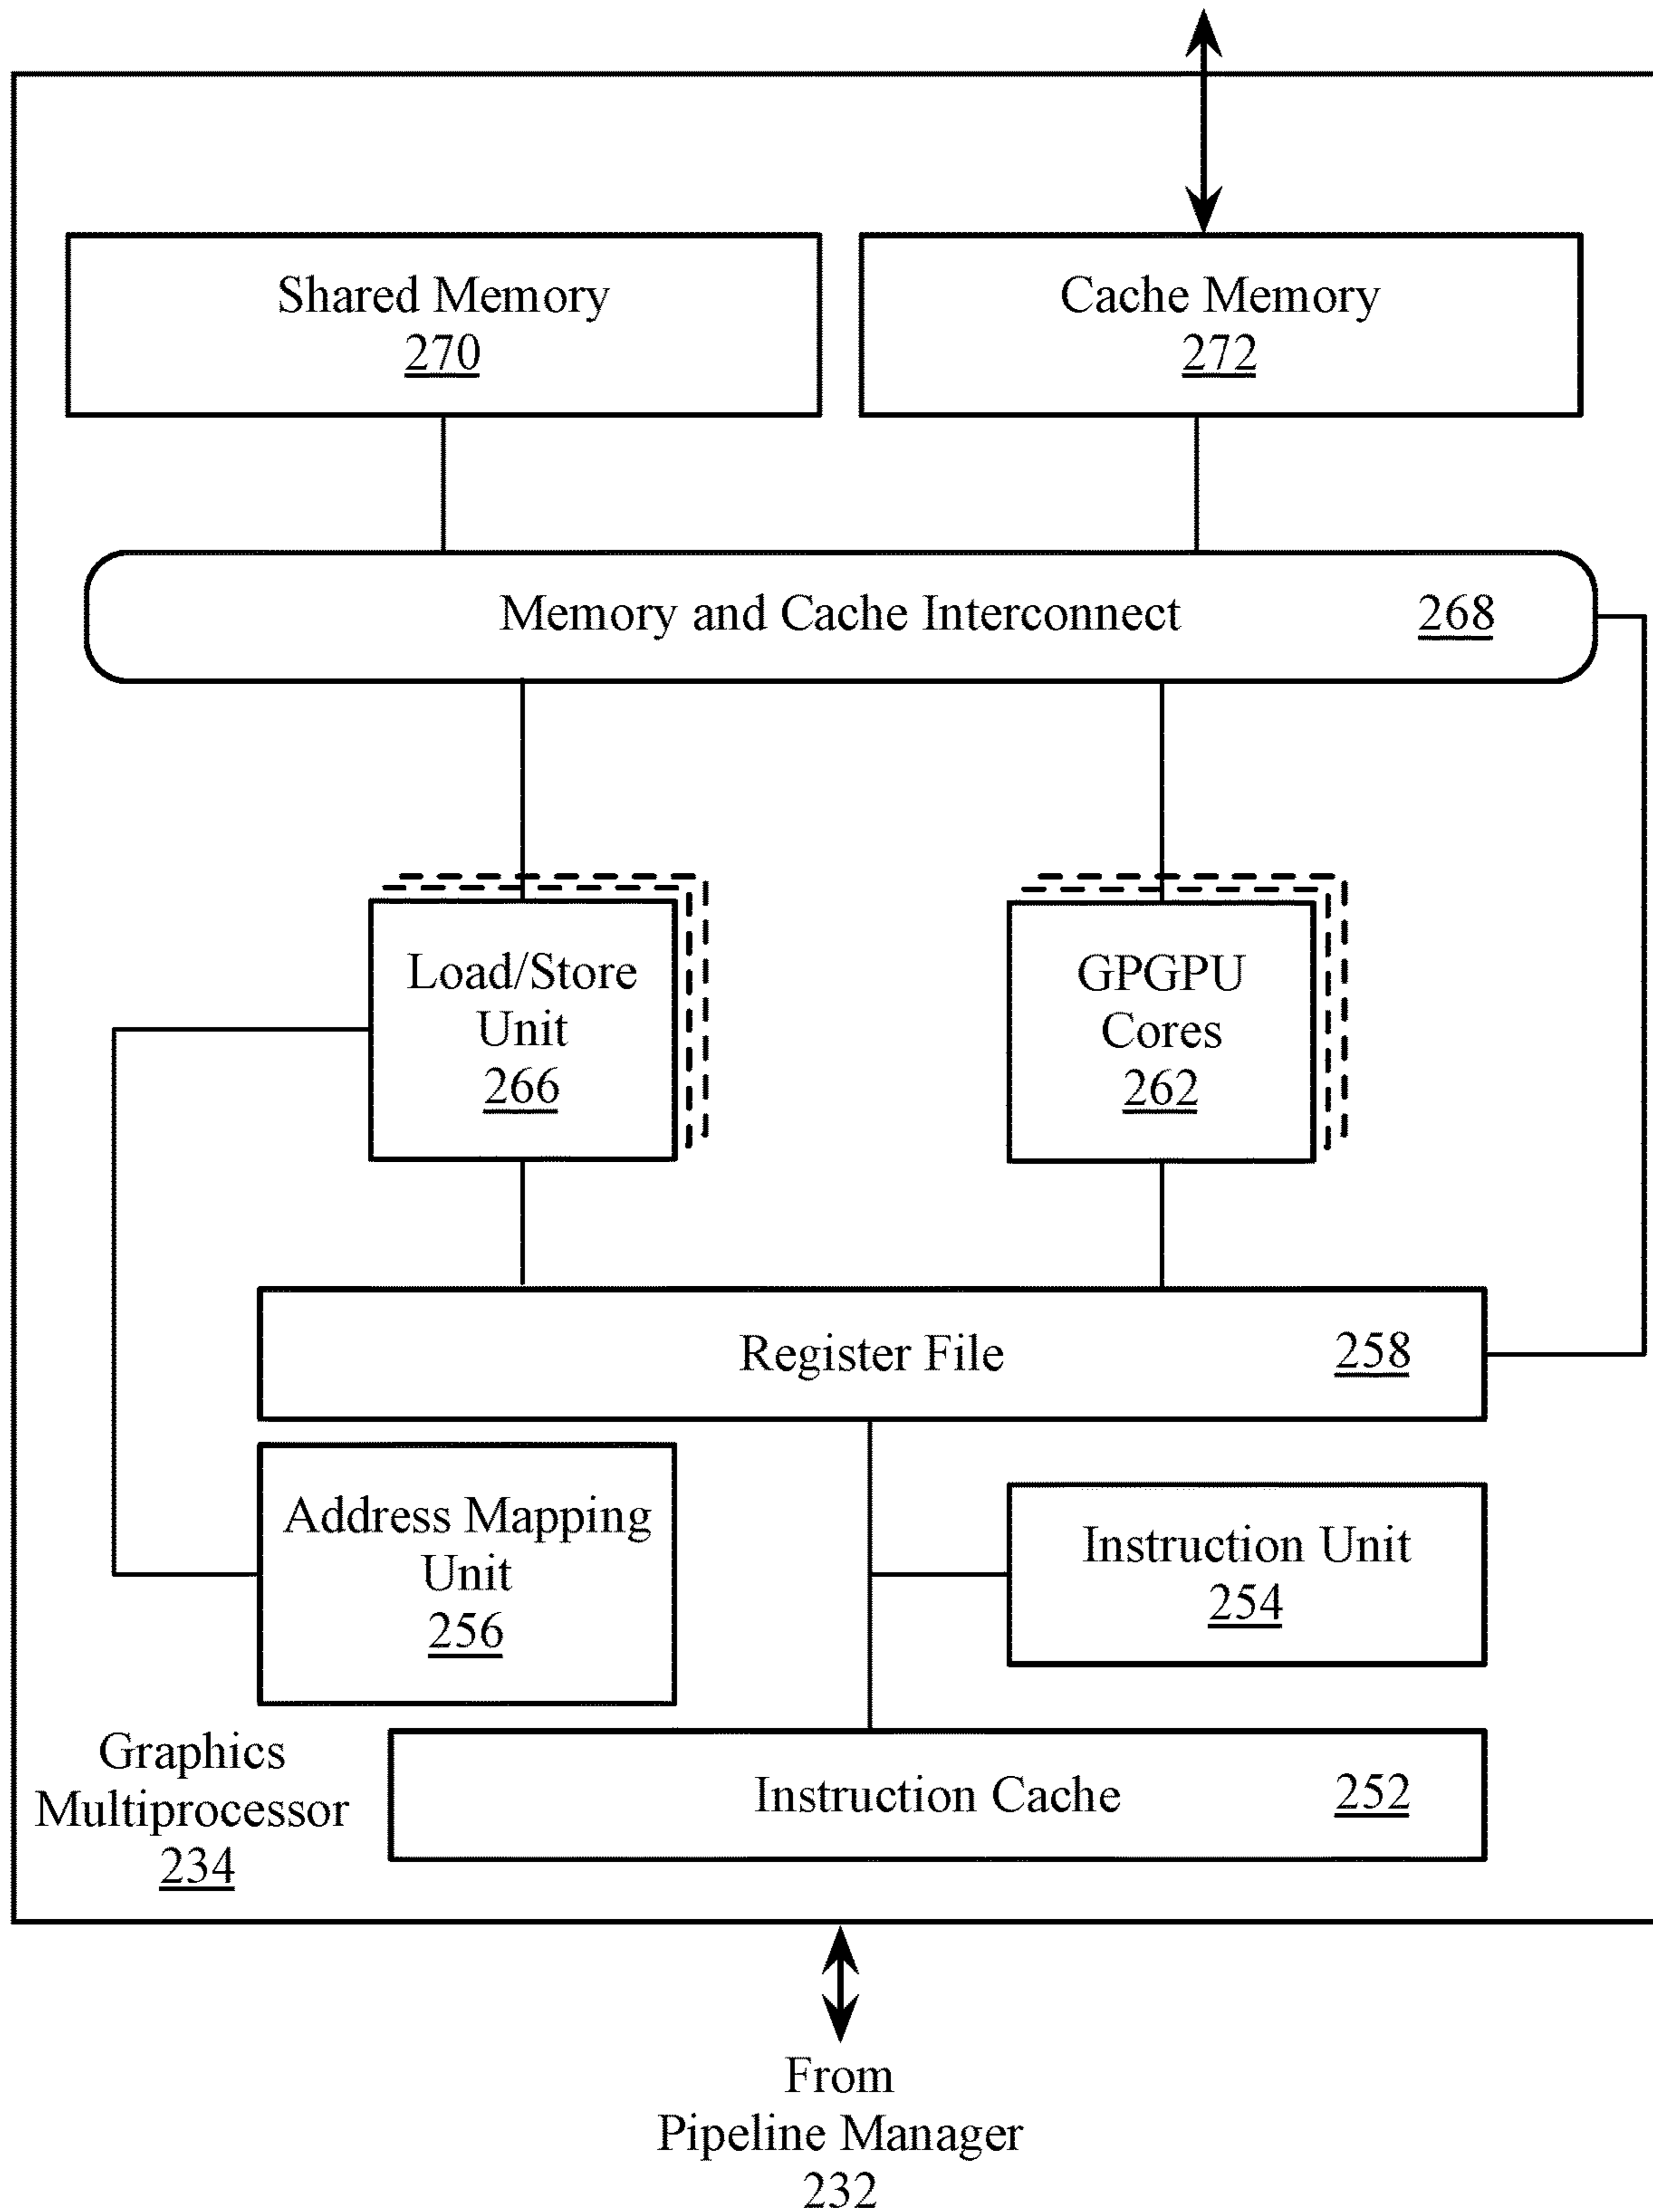 Shared Memory
270
Cache Memory
272
Memory and Cache Interconnect 268
Load/Store
Unit
266
GPGPU
Cores
262
Register File 258
Address Mapping
Unit
256
Instruction Unit
254
Graphics
Multiprocessor
234
Instruction Cache 252
From
Pipeline Manager
232